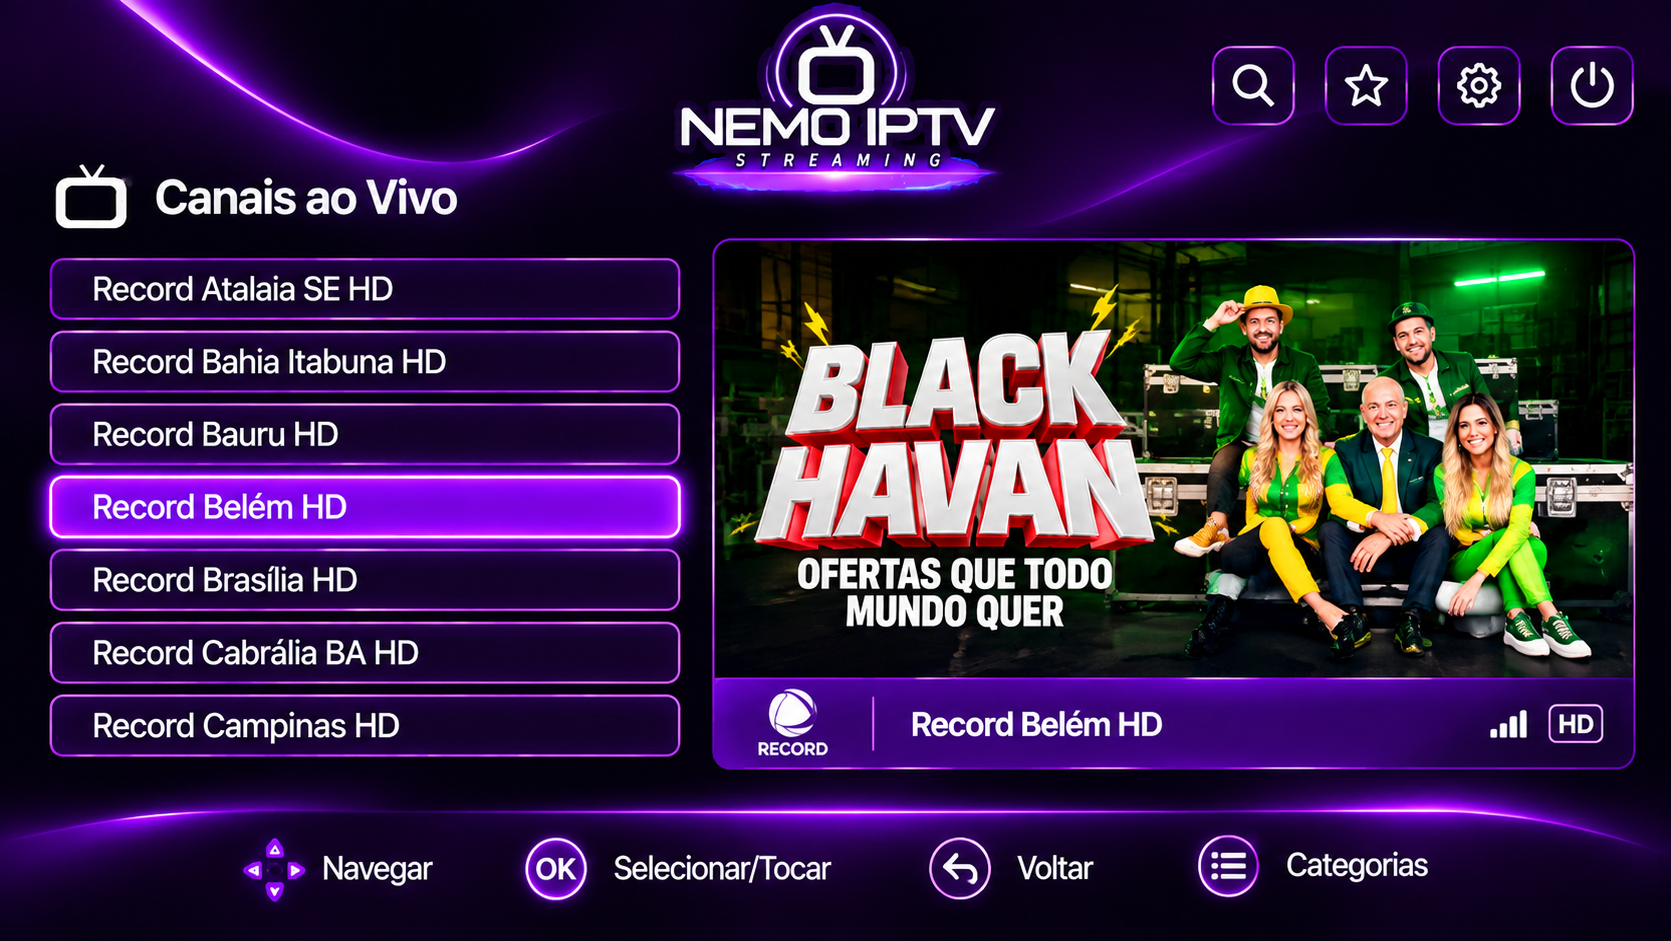 NEMO IPTV
STREAMING
Canais ao Vivo
Record Atalaia SE HD
Record Bahia Itabuna HD
Record Bauru HD
Record Belém HD
Record Brasília HD
Record Cabrália BA HD
Record Campinas HD
BLACK
HAVAN
OFERTAS QUE TODO
MUNDO QUER
RECORD
Record Belém HD
HD
Navegar
OK
Selecionar/Tocar
Voltar
Categorias